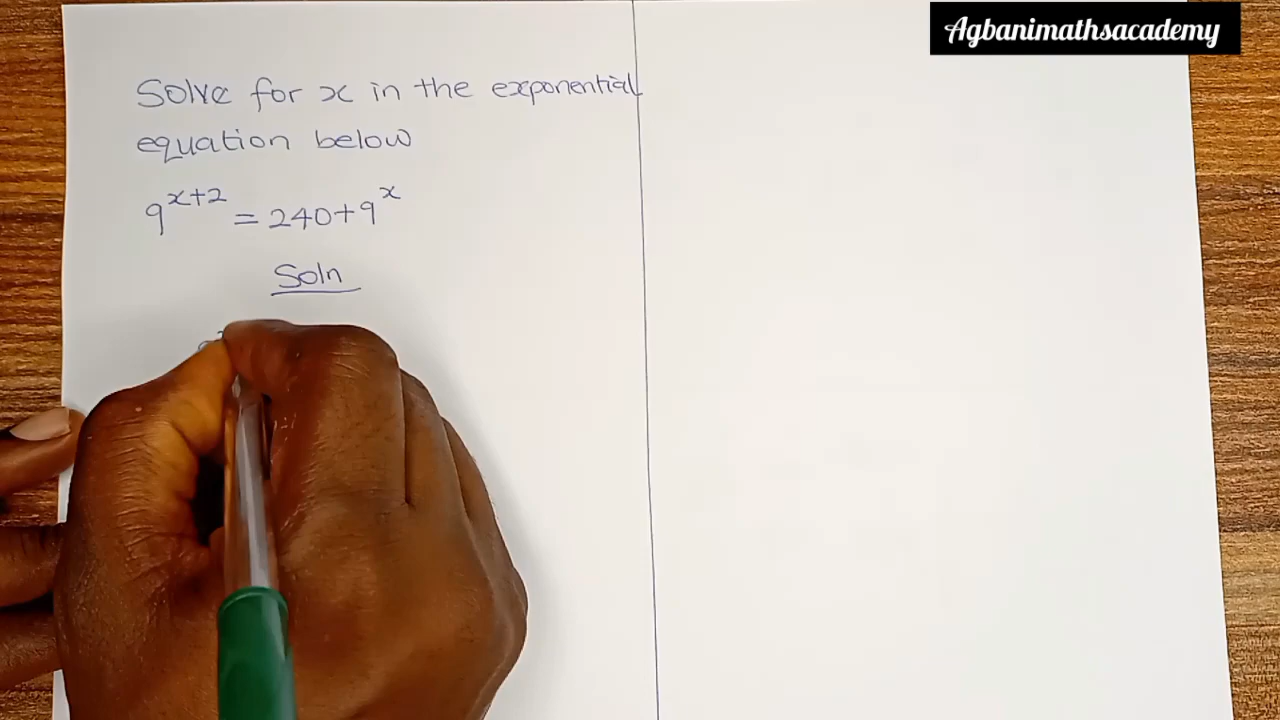 Agbanimathsacademy
Solve for x in the exponential
equation below
9^{x+2} = 240+9^x
Soln